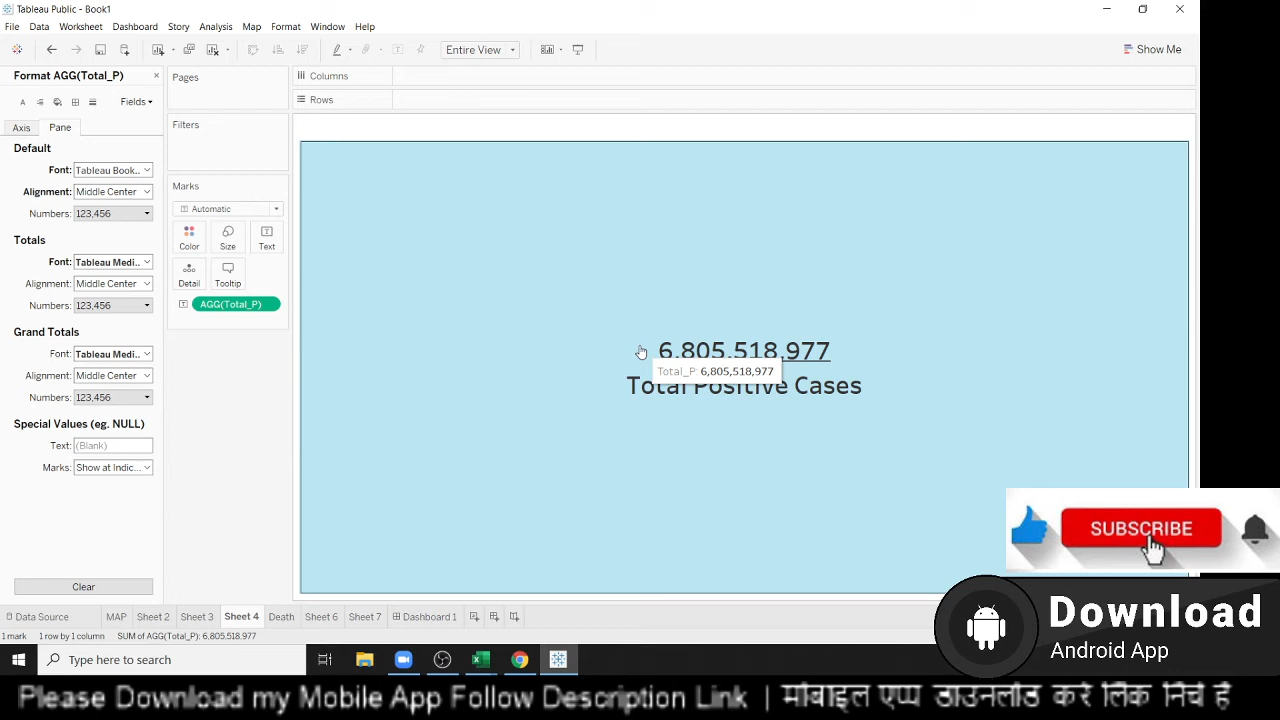 Tableau Public - Book1
File Data Worksheet Dashboard Story Analysis Map Format Window Help
Entire View
Show Me
Format AGG(Total_P)
Fields
Axis Pane
Default
Font: Tableau Book..
Alignment: Middle Center
Numbers: 123,456
Totals
Font: Tableau Medi..
Alignment: Middle Center
Numbers: 123,456
Grand Totals
Font: Tableau Medi..
Alignment: Middle Center
Numbers: 123,456
Special Values (eg. NULL)
Text: (Blank)
Marks: Show at Indic...
Clear
Pages
Filters
Marks
Automatic
Color Size Text
Detail Tooltip
AGG(Total_P)
Columns
Rows
6,805,518,977
Total_P: 6,805,518,977
Total Positive Cases
SUBSCRIBE
Download
Android App
Data Source MAP Sheet 2 Sheet 3 Sheet 4 Death Sheet 6 Sheet 7 Dashboard 1
1 mark 1 row by 1 column SUM of AGG(Total_P): 6,805,518,977
Type here to search
Please Download my Mobile App Follow Description Link | मोबाइल एप्प डाउनलोड करे लिंक निचे है